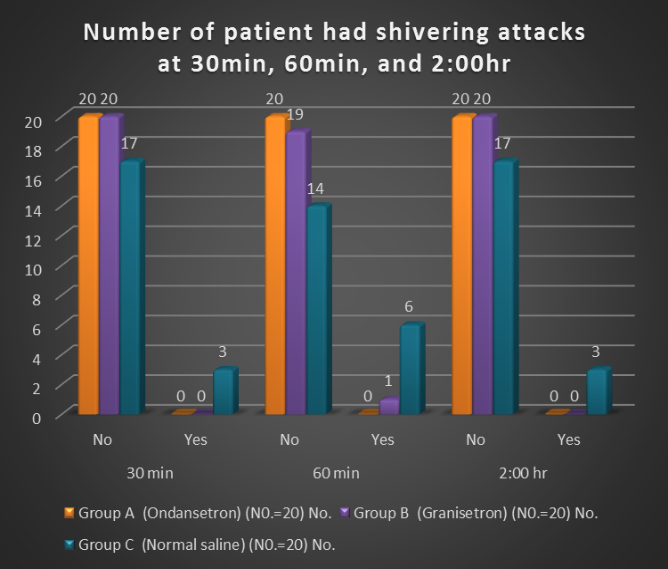 Number of patient had shivering attacks
at 30min, 60min, and 2:00hr
20 20 17 0 0 3 20 19 14 0 1 6 20 20 17 0 0 3
20
18
16
14
12
10
8
6
4
2
0
No Yes No Yes No Yes
30 min 60 min 2:00 hr
Group A (Ondansetron) (N0.=20) No. Group B (Granisetron) (N0.=20) No.
Group C (Normal saline) (N0.=20) No.